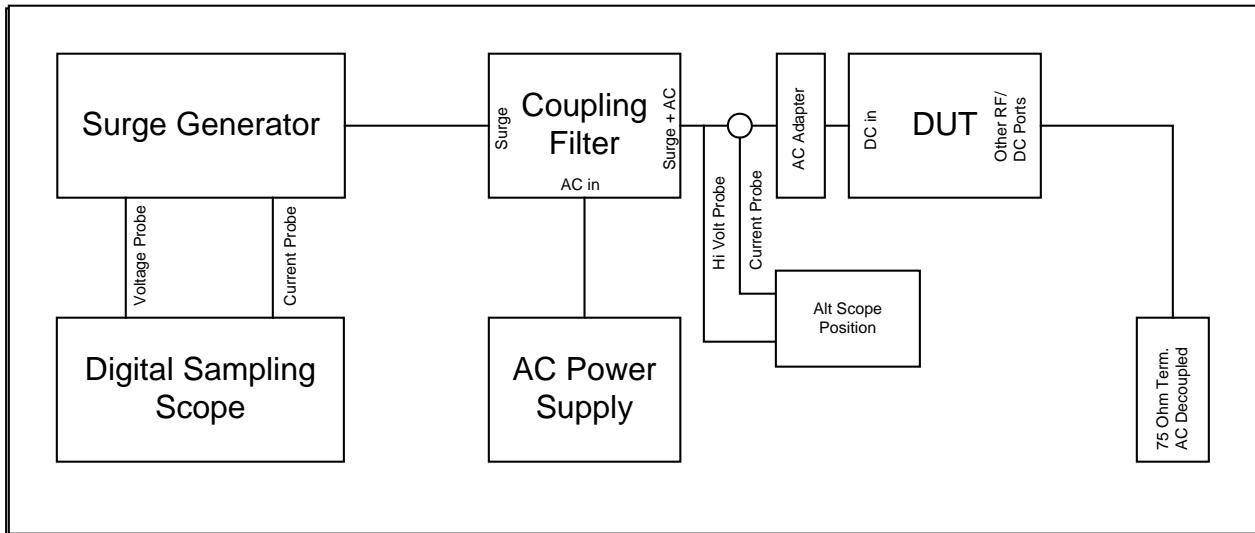 Surge Generator
Surge
Coupling
Filter
AC in
Surge + AC
AC Adapter
DC in
DUT
Other RF/
DC Ports
Voltage Probe
Current Probe
Hi Volt Probe
Current Probe
Digital Sampling
Scope
AC Power
Supply
Alt Scope
Position
75 Ohm Term.
AC Decoupled